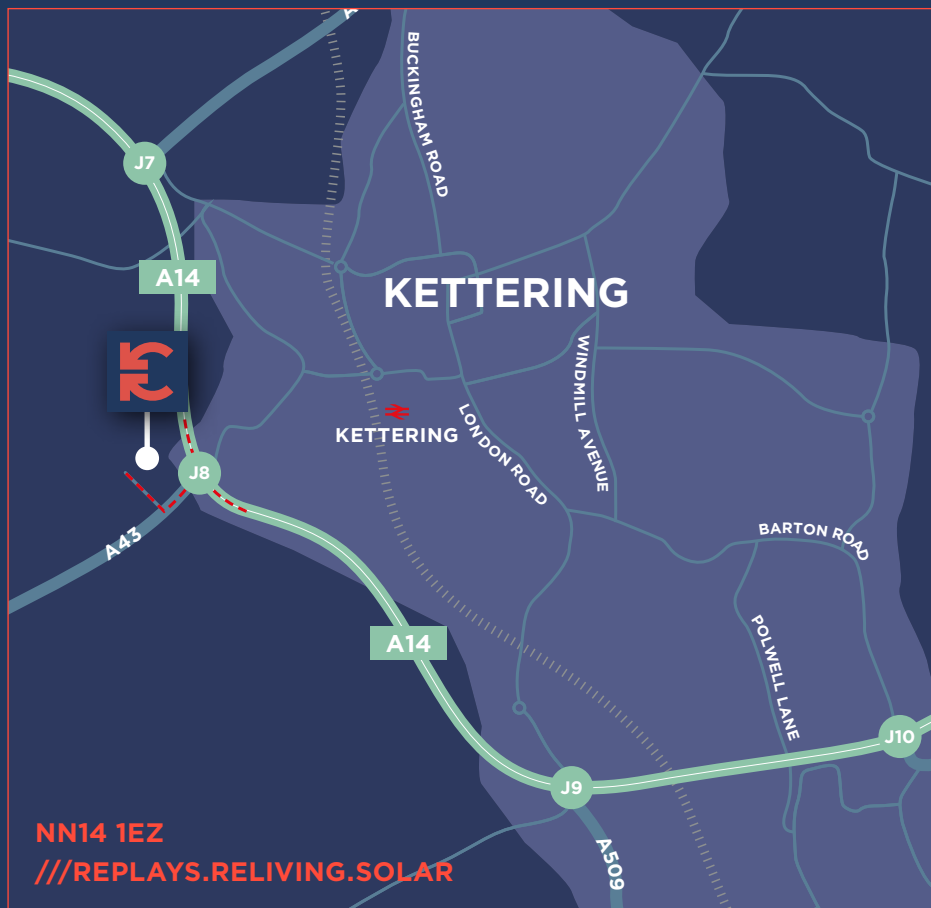 A
BUCKINGHAM ROAD
J7
A14
KETTERING
WINDMILL AVENUE
KETTERING
LONDON ROAD
J8
A43
BARTON ROAD
A14
POLWELL LANE
J10
J9
NN14 1EZ
A509
///REPLAYS.RELIVING.SOLAR